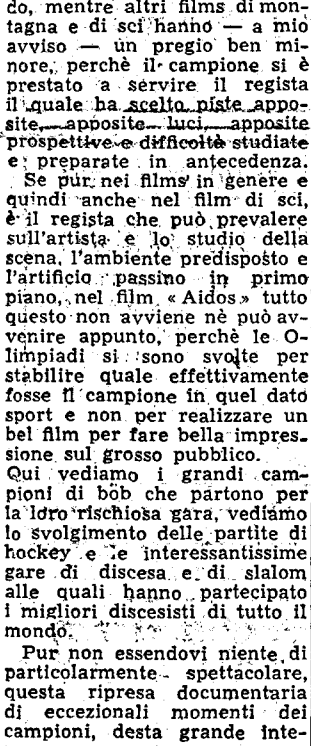 do, mentre altri films di mon-
tagna e di sci hanno — a mio
avviso — un pregio ben mi-
nore, perchè il campione si è
prestato a servire il regista
il quale ha scelto piste appo-
site, apposite luci, apposite
prospettive e difficoltà studiate
e preparate in antecedenza.
Se pur nei films in genere e
quindi anche nel film di sci,
è il regista che può prevalere
sull'artista e lo studio della
scena, l'ambiente predisposto e
l'artificio passino in primo
piano, nel film « Aidos » tutto
questo non avviene nè può av-
venire appunto, perchè le O-
limpiadi si sono svolte per
stabilire quale effettivamente
fosse il campione in quel dato
sport e non per realizzare un
bel film per fare bella impres-
sione sul grosso pubblico.
Qui vediamo i grandi cam-
pioni di bob che partono per
la loro rischiosa gara, vediamo
lo svolgimento delle partite di
hockey e le interessantissime
gare di discesa e di slalom
alle quali hanno partecipato
i migliori discesisti di tutto il
mondo.
Pur non essendovi niente di
particolarmente spettacolare,
questa ripresa documentaria
di eccezionali momenti dei
campioni, desta grande inte-